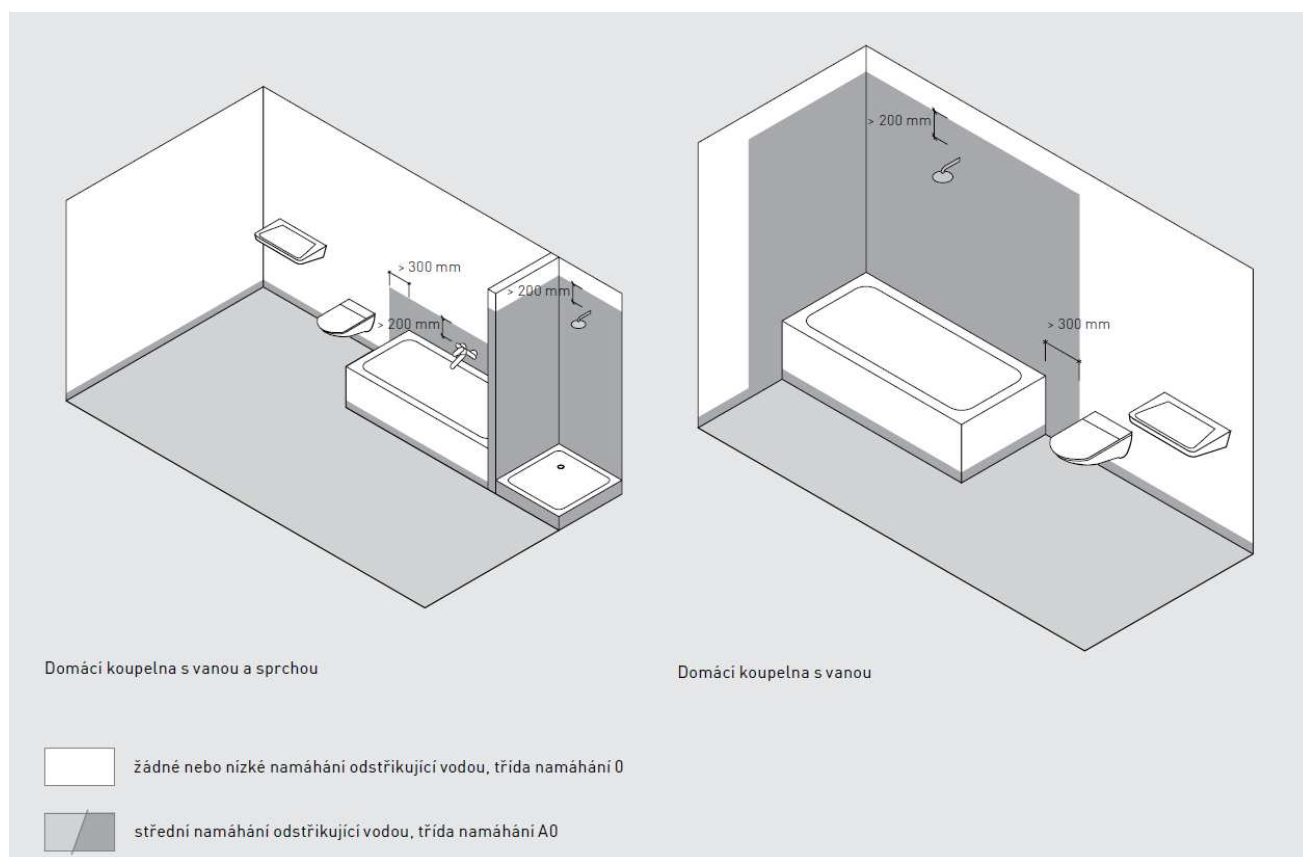 > 300 mm
> 200 mm
> 200 mm
> 200 mm
> 300 mm
Domácí koupelna s vanou a sprchou
Domácí koupelna s vanou
žádné nebo nízké namáhání odstřikující vodou, třída namáhání 0
střední namáhání odstřikující vodou, třída namáhání A0